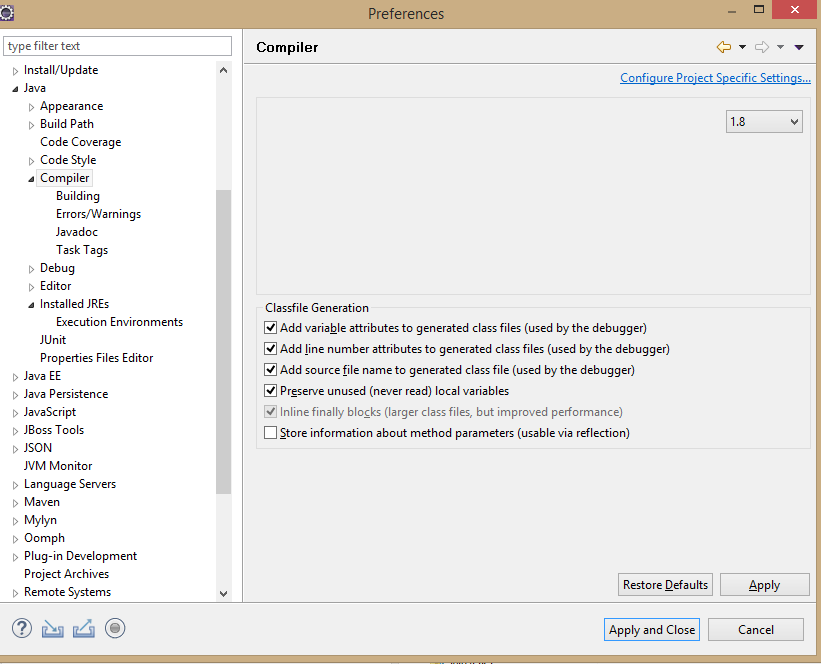 Preferences
type filter text
Install/Update
Java
Appearance
Build Path
Code Coverage
Code Style
Compiler
Building
Errors/Warnings
Javadoc
Task Tags
Debug
Editor
Installed JREs
Execution Environments
JUnit
Properties Files Editor
Java EE
Java Persistence
JavaScript
JBoss Tools
JSON
JVM Monitor
Language Servers
Maven
Mylyn
Oomph
Plug-in Development
Project Archives
Remote Systems
Compiler
Configure Project Specific Settings...
1.8
Classfile Generation
Add variable attributes to generated class files (used by the debugger)
Add line number attributes to generated class files (used by the debugger)
Add source file name to generated class file (used by the debugger)
Preserve unused (never read) local variables
Inline finally blocks (larger class files, but improved performance)
Store information about method parameters (usable via reflection)
Restore Defaults
Apply
Apply and Close
Cancel